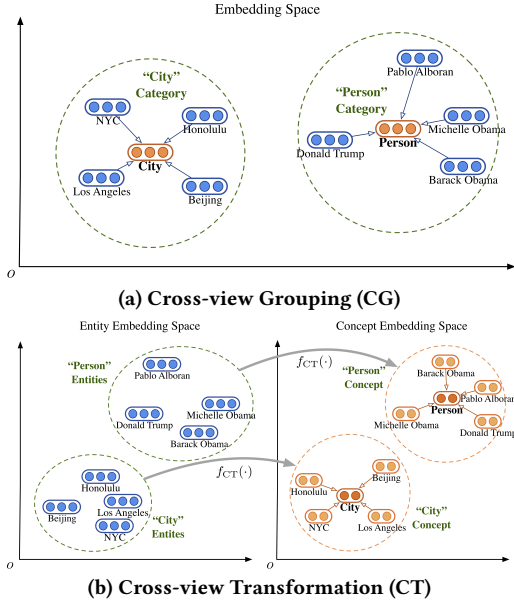 Embedding Space
Pablo Alboran
“City”
Category
“Person”
Category
NYC
Honolulu
Michelle Obama
Person
Donald Trump
City
Los Angeles
Barack Obama
Beijing
O
(a) Cross-view Grouping (CG)
Entity Embedding Space
Concept Embedding Space
“Person”
Entities
Pablo Alboran
f_CT(·)
“Person”
Concept
Barack Obama
Pablo Alboran
Person
Michelle Obama
Donald Trump
Michelle Obama
Donald Trump
Barack Obama
f_CT(·)
Honolulu
Los Angeles
Beijing
NYC
“City”
Entites
Beijing
Honolulu
City
NYC
Los Angeles
“City”
Concept
O
O
(b) Cross-view Transformation (CT)